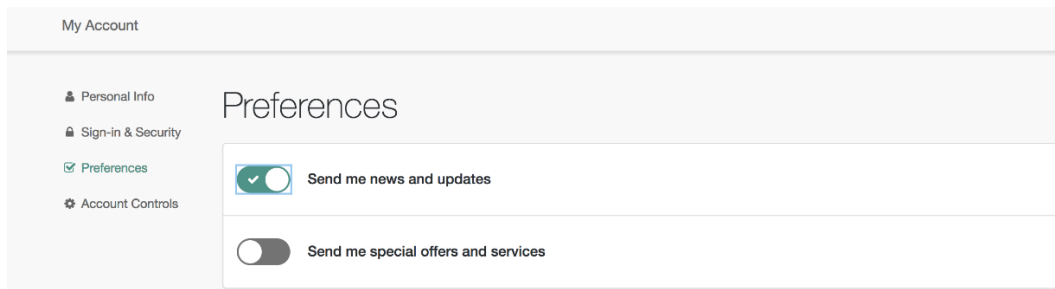 My Account
Personal Info
Sign-in & Security
Preferences
Account Controls
Preferences
Send me news and updates
Send me special offers and services